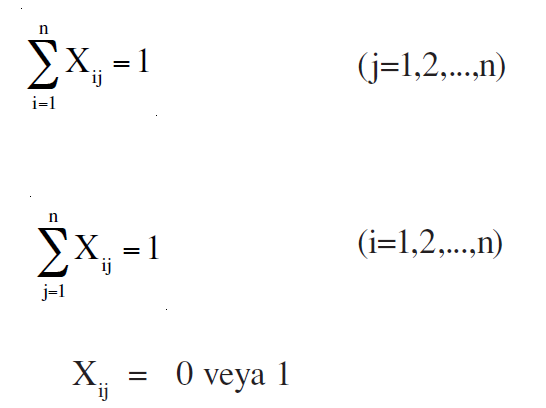 n
∑ X_ij = 1 (j=1,2,...,n)
i=1
n
∑ X_ij = 1 (i=1,2,...,n)
j=1
X_ij = 0 veya 1